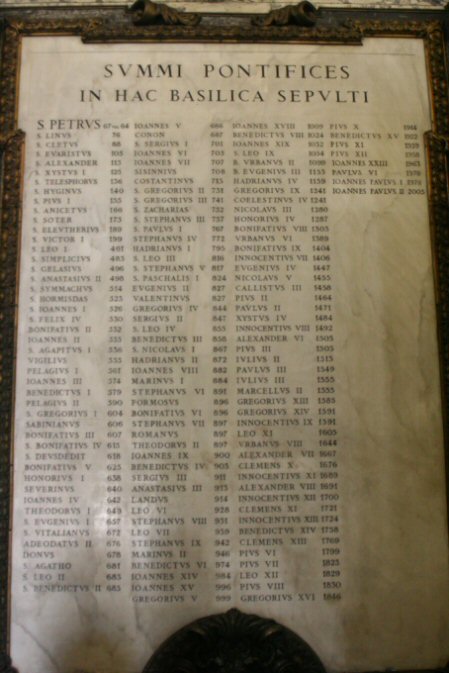 SVMMI PONTIFICES
IN HAC BASILICA SEPVLTI
S. PETRVS 67 vel 64
S. LINVS 76
S. CLETVS 88
S. EVARISTVS 105
S. ALEXANDER 115
S. XYSTVS I 125
S. TELESPHORVS 136
S. HYGINVS 140
S. PIVS I 155
S. ANICETVS 166
S. SOTER 175
S. ELEVTHERIVS 189
S. VICTOR I 199
S. LEO I 461
S. SIMPLICIVS 483
S. GELASIVS 496
S. ANASTASIVS II 498
S. SYMMACHVS 514
S. HORMISDAS 523
S. IOANNES I 526
S. FELIX IV 530
BONIFATIVS II 532
IOANNES II 535
S. AGAPITVS I 536
VIGILIVS 555
PELAGIVS I 561
IOANNES III 574
BENEDICTVS I 579
PELAGIVS II 590
S. GREGORIVS I 604
SABINIANVS 606
BONIFATIVS III 607
S. BONIFATIV IV 615
S. DEVSDEDIT 618
BONIFATIVS V 625
HONORIVS I 638
SEVERINVS 640
IOANNES IV 642
THEODORVS I 649
S. EVGENIVS I 657
S. VITALIANVS 672
ADEODATVS II 676
DONVS 678
S. AGATHO 681
S. LEO II 683
S. BENEDICTVS II 685
IOANNES V 686
CONON 687
S. SERGIVS I 701
IOANNES VI 705
IOANNES VII 707
SISINNIVS 708
COSTANTINVS 715
S. GREGORIVS II 731
S. GREGORIVS III 741
S. ZACHARIAS 752
S. STEPHANVS III 757
S. PAVLVS I 767
STEPHANVS IV 772
HADRIANVS I 795
S. LEO III 816
S. STEPHANVS V 817
S. PASCHALIS I 824
EVGENIVS II 827
VALENTINVS 827
GREGORIVS IV 844
SERGIVS II 847
S. LEO IV 855
BENEDICTVS III 858
S. NICOLAVS I 867
HADRIANVS II 872
IOANNES VIII 882
MARINVS I 884
STEPHANVS VI 891
FORMOSVS 896
BONIFATIVS VI 896
STEPHANVS VII 897
ROMANVS 897
THEODORVS II 897
IOANNES IX 900
BENEDICTVS IV 903
SERGIVS III 911
ANASTASIVS III 913
LANDVS 914
LEO VI 928
STEPHANVS VIII 931
LEO VII 939
STEPHANVS IX 942
MARINVS II 946
BENEDICTVS VI 974
IOANNES XIV 984
IOANNES XV 996
GREGORIVS V 999
IOANNES XVIII 1009
BENEDICTVS VIII 1024
IOANNES XIX 1032
S. LEO IX 1054
B. VRBANVS II 1099
B. EVGENIVS III 1153
HADRIANVS IV 1159
GREGORIVS IX 1241
COELESTINVS IV 1241
NICOLAVS III 1280
HONORIVS IV 1287
BONIFATIVS VIII 1303
VRBANVS VI 1389
BONIFATIVS IX 1404
INNOCENTIVS VII 1406
EVGENIVS IV 1447
NICOLAVS V 1455
CALLISTVS III 1458
PIVS II 1464
PAVLVS II 1471
XYSTVS IV 1484
INNOCENTIVS VIII 1492
ALEXANDER VI 1503
PIVS III 1503
IVLIVS II 1513
PAVLVS III 1549
IVLIVS III 1555
MARCELLVS II 1555
GREGORIVS XIII 1585
GREGORIVS XIV 1591
INNOCENTIVS IX 1591
LEO XI 1605
VRBANVS VIII 1644
ALEXANDER VII 1667
CLEMENS X 1676
INNOCENTIVS XI 1689
ALEXANDER VIII 1691
INNOCENTIVS XII 1700
CLEMENS XI 1721
INNOCENTIVS XIII 1724
BENEDICTVS XIV 1758
CLEMENS XIII 1769
PIVS VI 1799
PIVS VII 1823
LEO XII 1829
PIVS VIII 1830
GREGORIVS XVI 1846
PIVS X 1914
BENEDICTVS XV 1922
PIVS XI 1939
PIVS XII 1958
IOANNES XXIII 1963
PAVLVS VI 1978
IOANNES PAVLVS I 1978
IOANNES PAVLVS II 2005